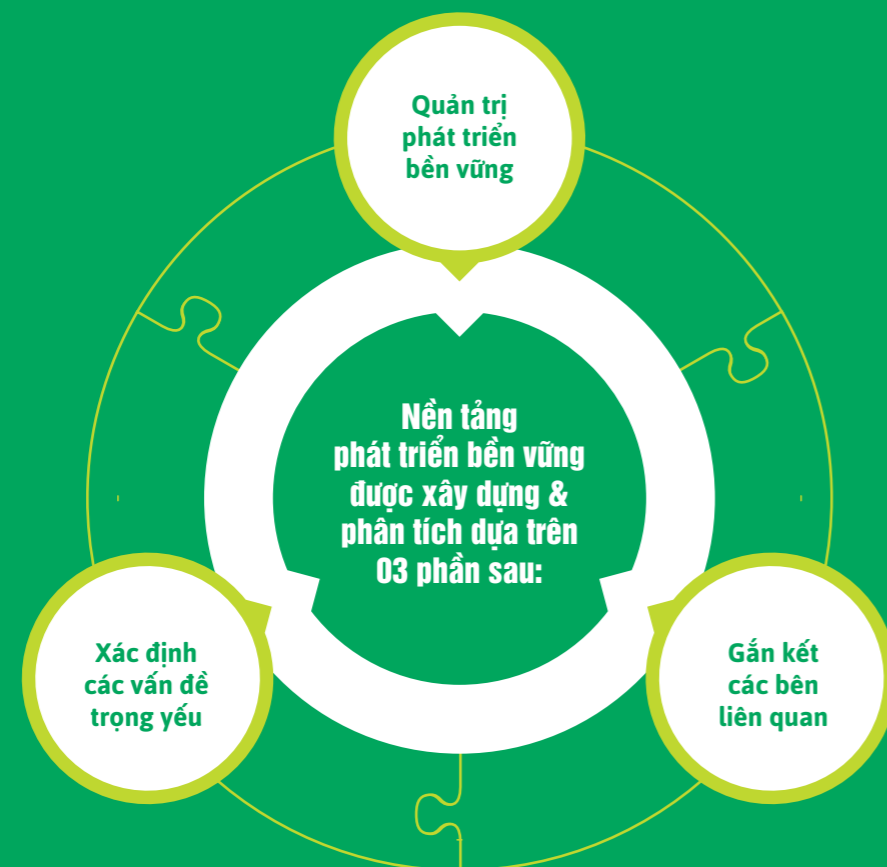 Quản trị
phát triển
bền vững
Nền tảng
phát triển bền vững
được xây dựng &
phân tích dựa trên
03 phần sau:
Xác định
các vấn đề
trọng yếu
Gắn kết
các bên
liên quan